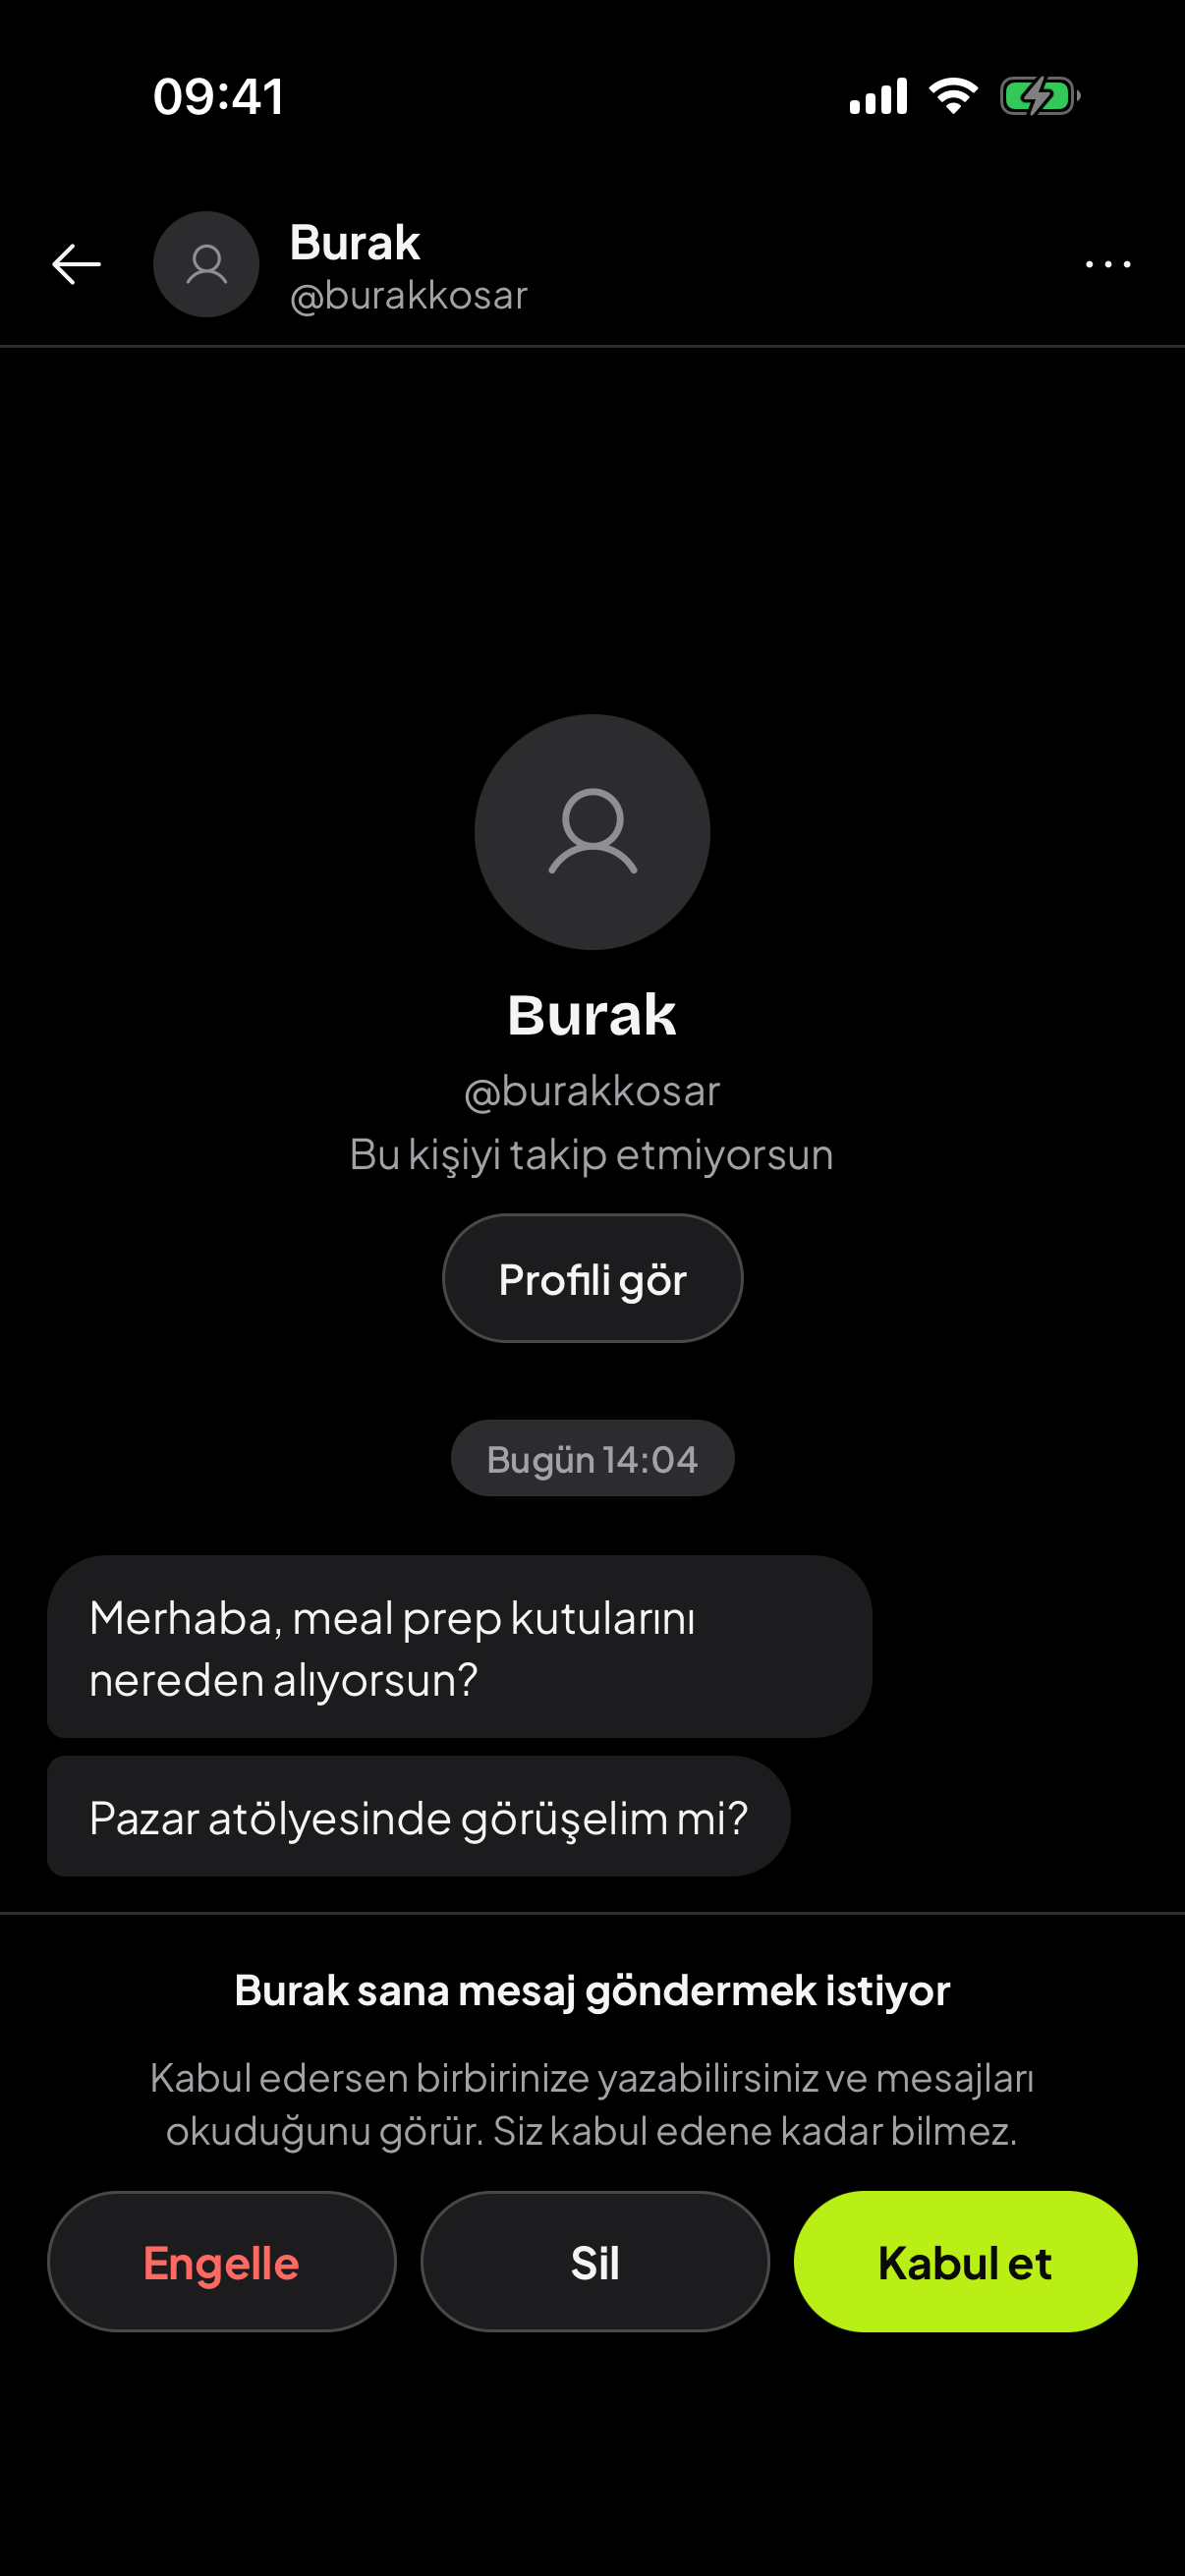 09:41
Burak
@burakkosar
Burak
@burakkosar
Bu kişiyi takip etmiyorsun
Profili gör
Bugün 14:04
Merhaba, meal prep kutularını
nereden alıyorsun?
Pazar atölyesinde görüşelim mi?
Burak sana mesaj göndermek istiyor
Kabul edersen birbirinize yazabilirsiniz ve mesajları
okuduğunu görür. Siz kabul edene kadar bilmez.
Engelle
Sil
Kabul et